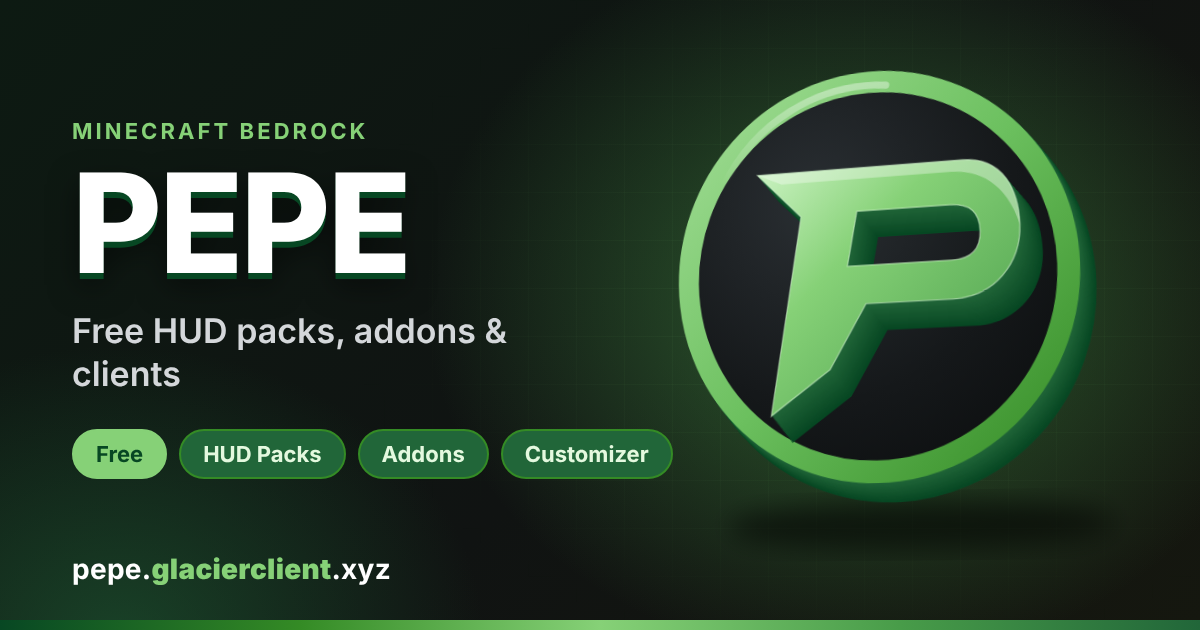 MINECRAFT BEDROCK
PEPE
Free HUD packs, addons &
clients
Free HUD Packs Addons Customizer
pepe.glacierclient.xyz
P